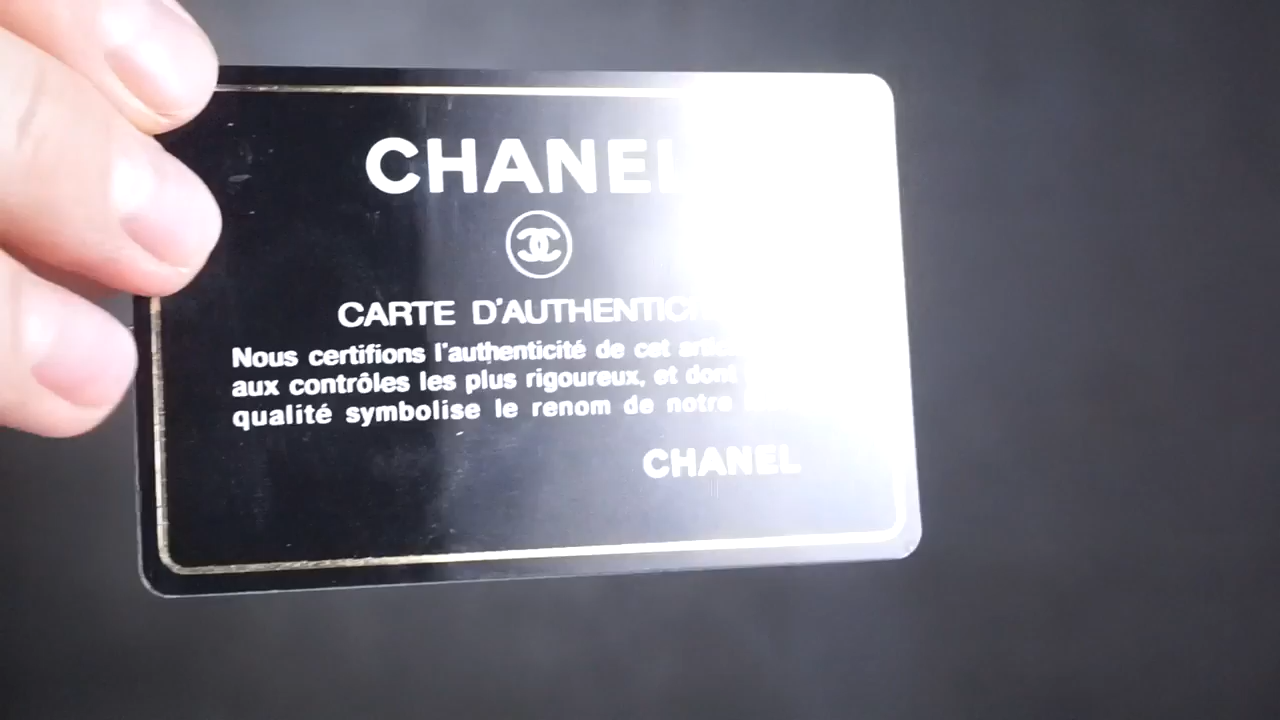 CHANEL
CARTE D'AUTHENTIC
Nous certifions l'authenticité de cet
aux contrôles les plus rigoureux, et dont
qualité symbolise le renom de notre
CHANEL